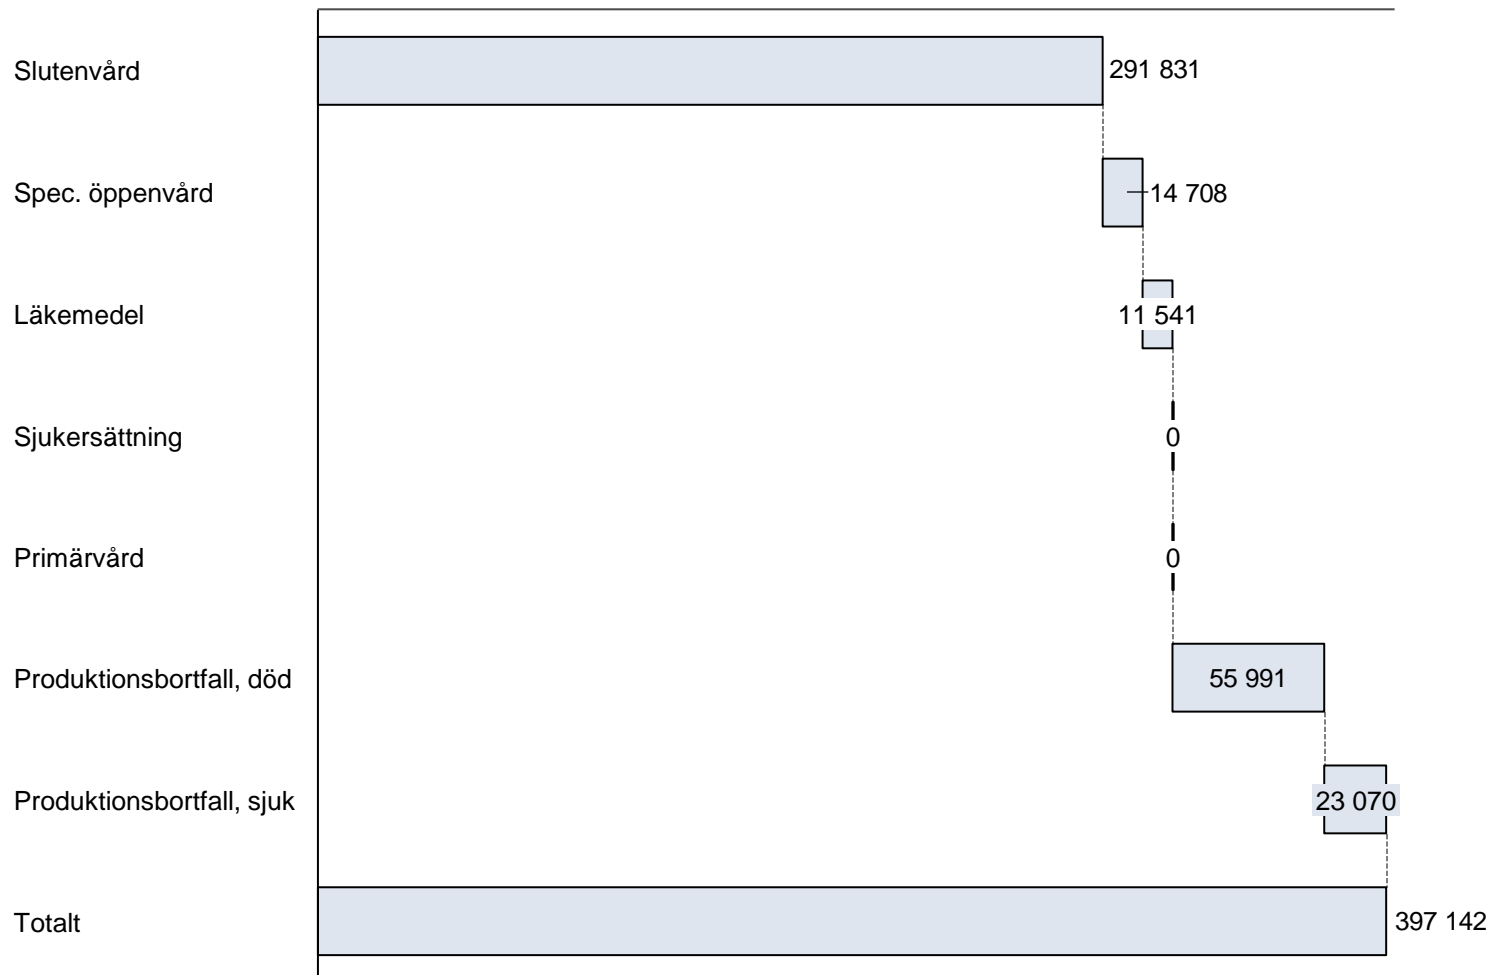 Slutenvård 291 831
Spec. öppenvård 14 708
Läkemedel 11 541
Sjukersättning 0
Primärvård 0
Produktionsbortfall, död 55 991
Produktionsbortfall, sjuk 23 070
Totalt 397 142